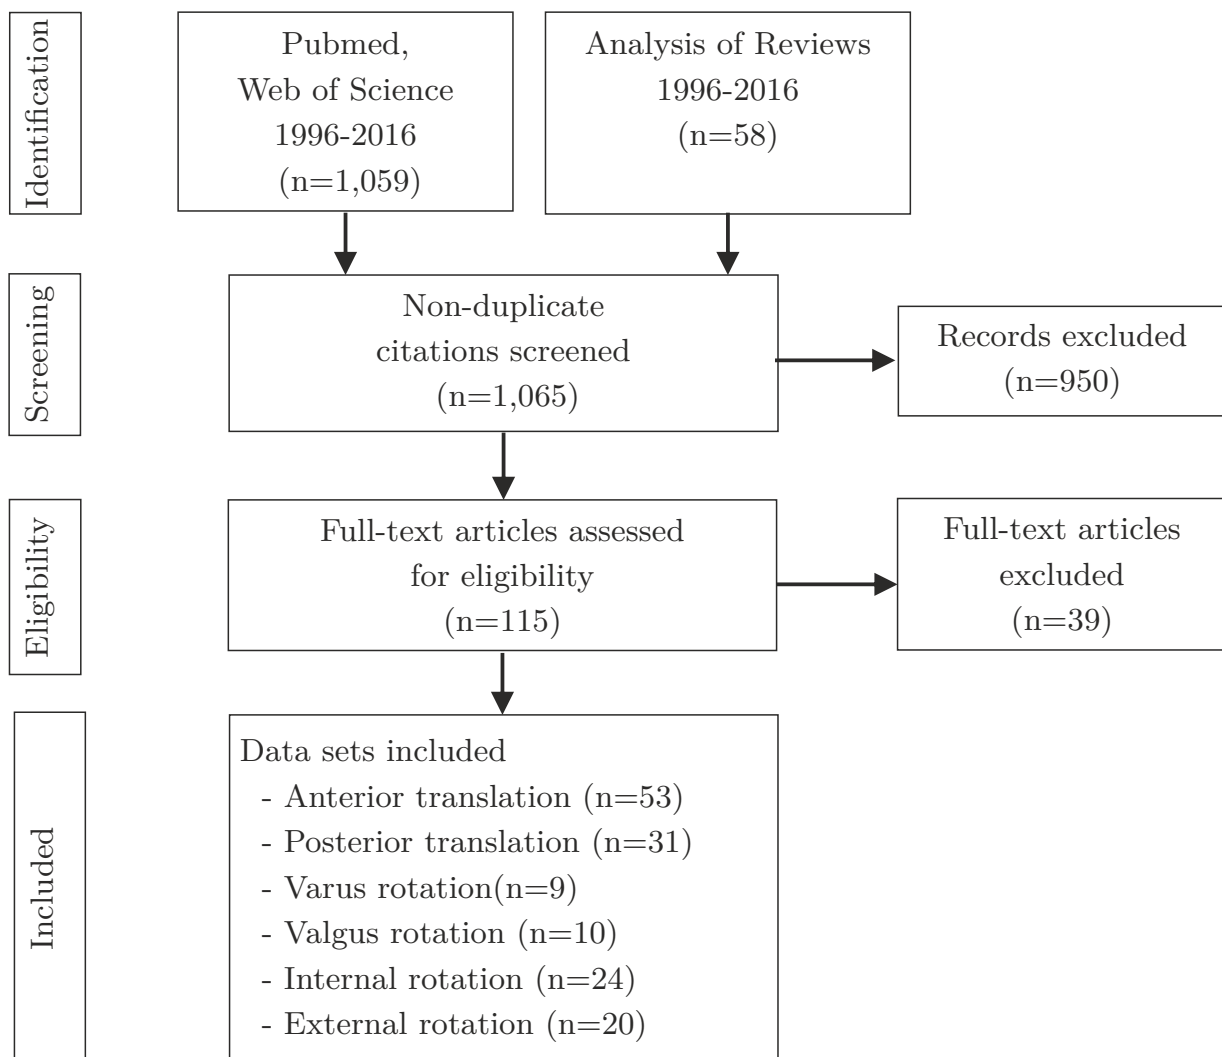 Identification
Pubmed,
Web of Science
1996-2016
(n=1,059)
Analysis of Reviews
1996-2016
(n=58)
Screening
Non-duplicate
citations screened
(n=1,065)
Records excluded
(n=950)
Eligibility
Full-text articles assessed
for eligibility
(n=115)
Full-text articles
excluded
(n=39)
Included
Data sets included
- Anterior translation (n=53)
- Posterior translation (n=31)
- Varus rotation(n=9)
- Valgus rotation (n=10)
- Internal rotation (n=24)
- External rotation (n=20)